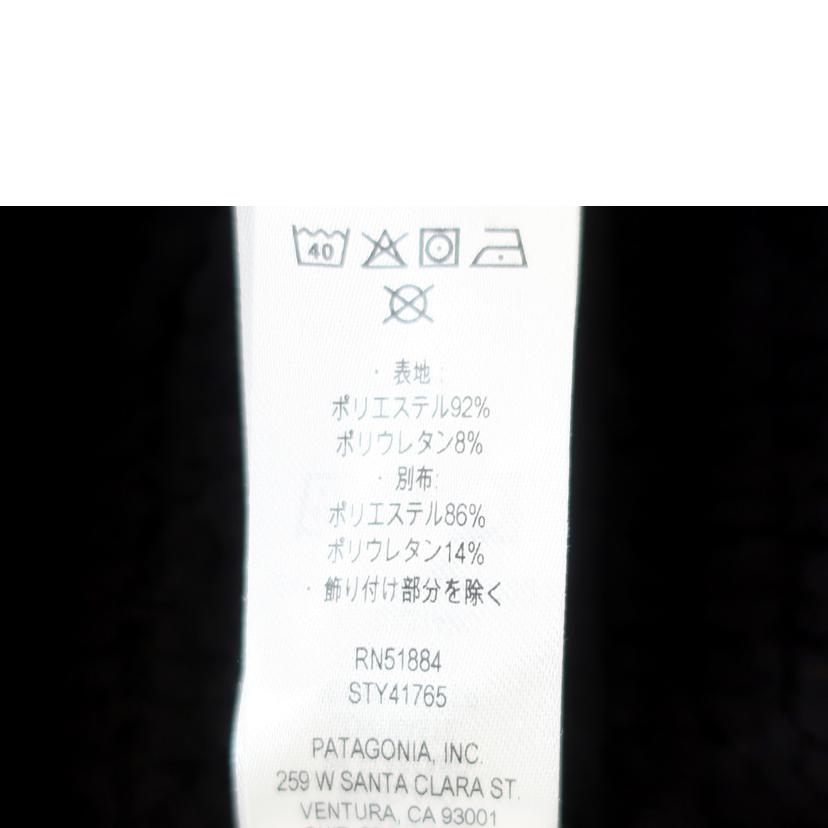 40
・表地:
ポリエステル92%
ポリウレタン8%
・別布:
ポリエステル86%
ポリウレタン14%
・飾り付け部分を除く
RN51884
STY41765
PATAGONIA, INC.
259 W SANTA CLARA ST.
VENTURA, CA 93001